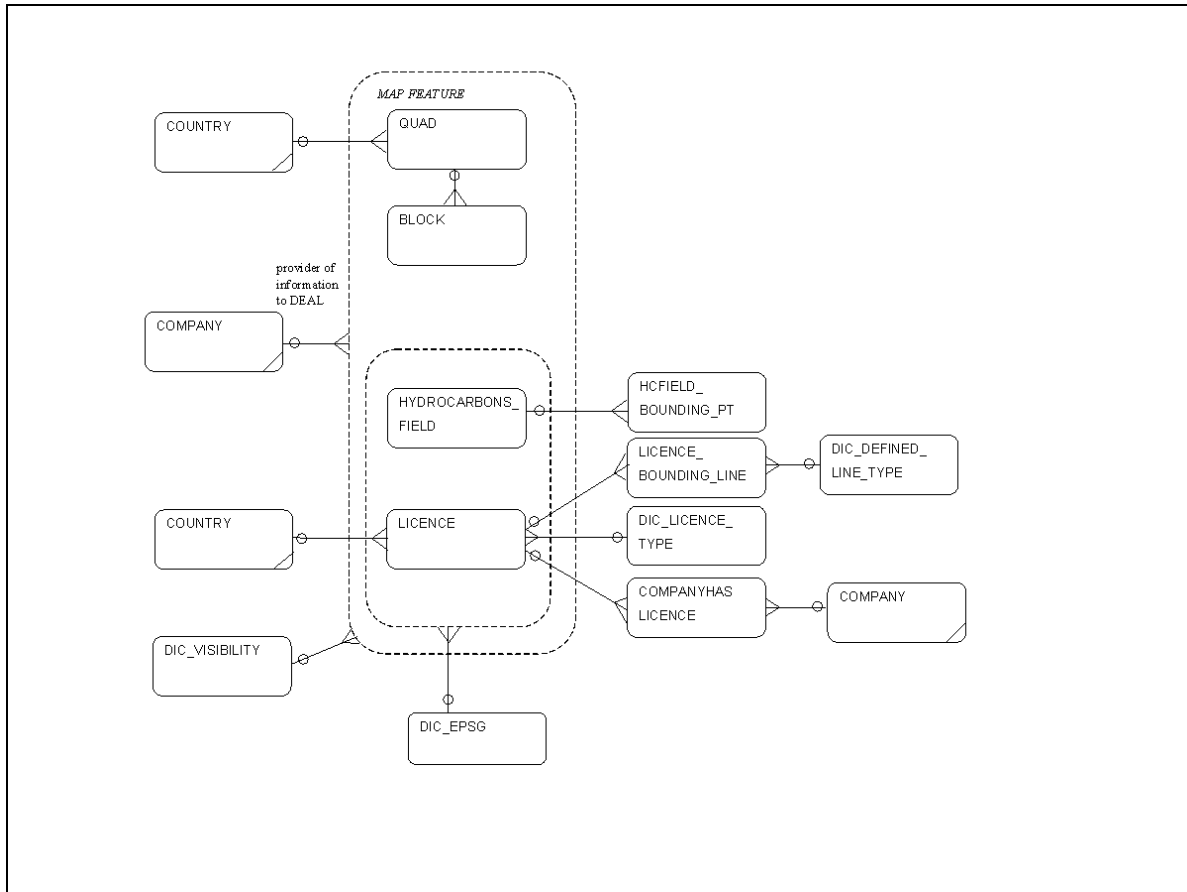 MAP FEATURE
COUNTRY
QUAD
BLOCK
provider of
information
to DEAL
COMPANY
HYDROCARBONS_
FIELD
HCFIELD_
BOUNDING_PT
LICENCE_
BOUNDING_LINE
DIC_DEFINED_
LINE_TYPE
COUNTRY
LICENCE
DIC_LICENCE_
TYPE
COMPANYHAS
LICENCE
COMPANY
DIC_VISIBILITY
DIC_EPSG